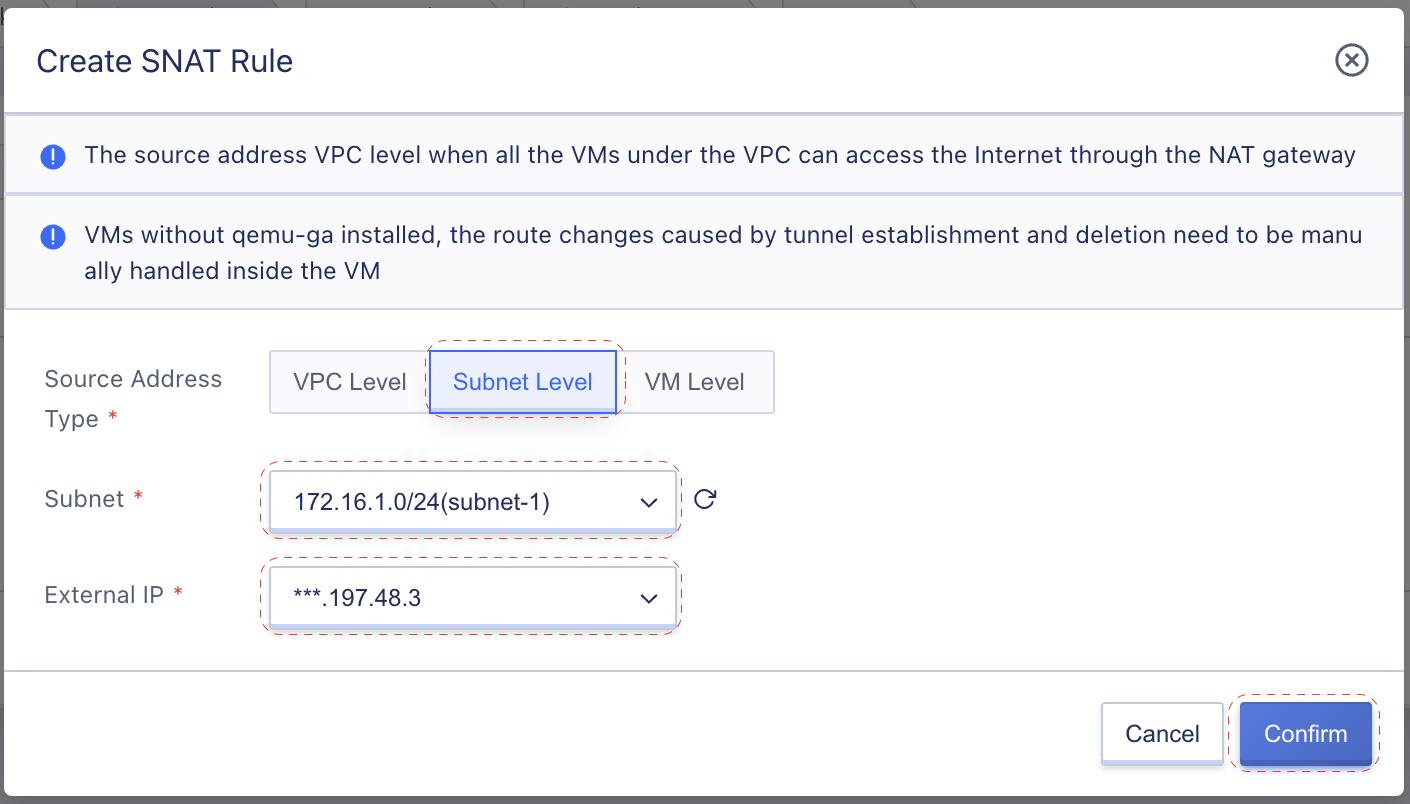 Create SNAT Rule
The source address VPC level when all the VMs under the VPC can access the Internet through the NAT gateway
VMs without qemu-ga installed, the route changes caused by tunnel establishment and deletion need to be manu
ally handled inside the VM
Source Address
Type *
VPC Level
Subnet Level
VM Level
Subnet *
172.16.1.0/24(subnet-1)
External IP *
***.197.48.3
Cancel
Confirm